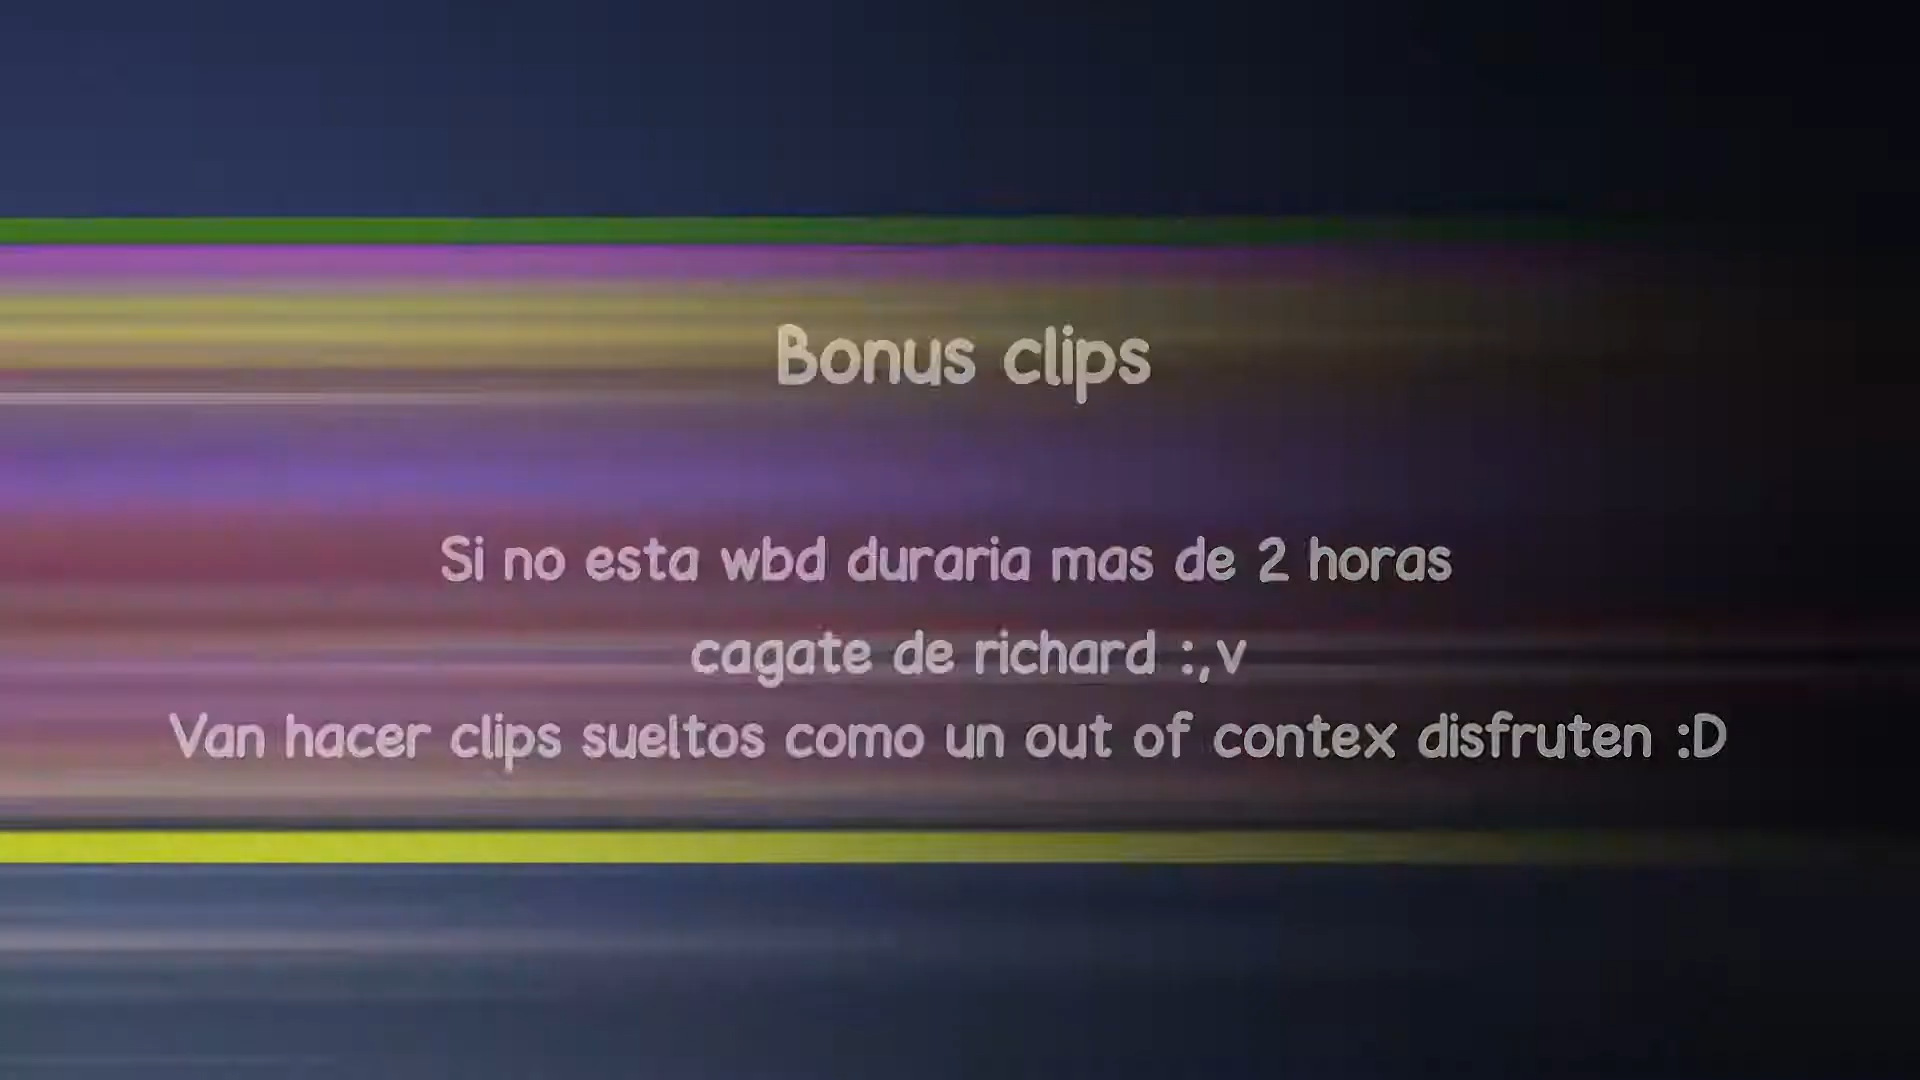 Bonus clips
Si no esta wbd duraria mas de 2 horas
cagate de richard :,v
Van hacer clips sueltos como un out of contex disfruten :D